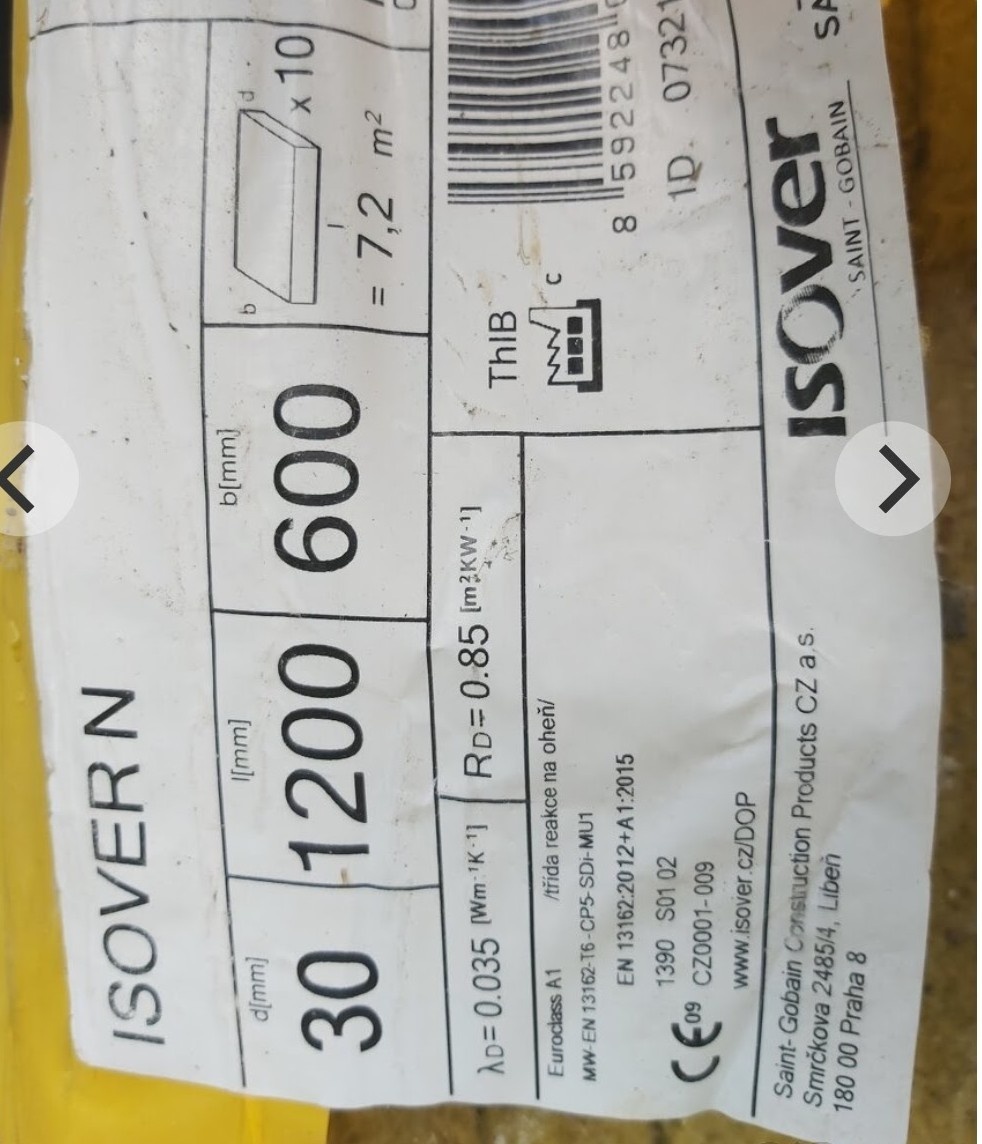 ISOVER N
d[mm] l[mm] b[mm]
30 1200 600
b d
x 10
l
= 7,2 m²
λD= 0.035 [Wm-¹K-¹] RD= 0.85 [m²KW-¹]
Euroclass A1 /třída reakce na oheň/
MW-EN 13162-T6-CP5-SDi-MU1
EN 13162:2012+A1:2015
CE 09
1390 S01 02
CZ0001-009
www.isover.cz/DOP
ThIB
C
8 592248
1D 07321
Saint-Gobain Construction Products CZ a.s.
Smrčkova 2485/4, Libeň
180 00 Praha 8
isover
SAINT-GOBAIN